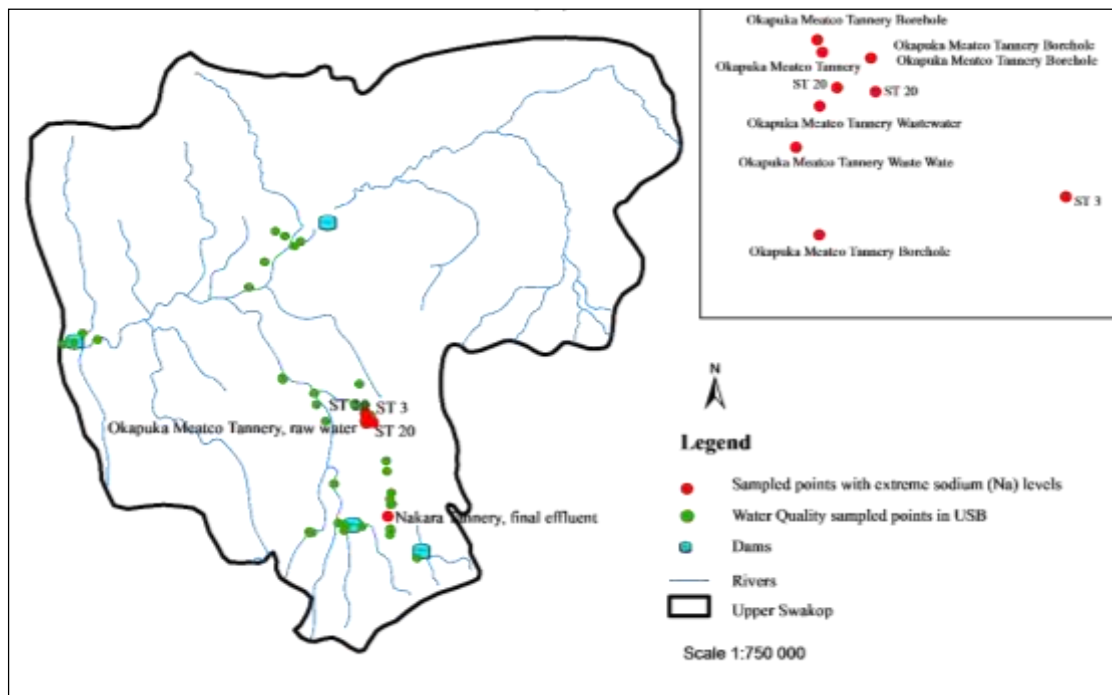 Okapuka Meatco Tannery Borehole
Okapuka Meatco Tannery Borehole
Okapuka Meatco Tannery Borehole
Okapuka Meatco Tannery
ST 20
ST 20
Okapuka Meatco Tannery Wastewater
Okapuka Meatco Tannery Waste Wate
ST 3
Okapuka Meatco Tannery Borehole
ST 3
Okapuka Meatco Tannery, raw water
ST 20
Nakara Tannery, final effluent
N
Legend
Sampled points with extreme sodium (Na) levels
Water Quality sampled points in USB
Dams
Rivers
Upper Swakop
Scale 1:750 000